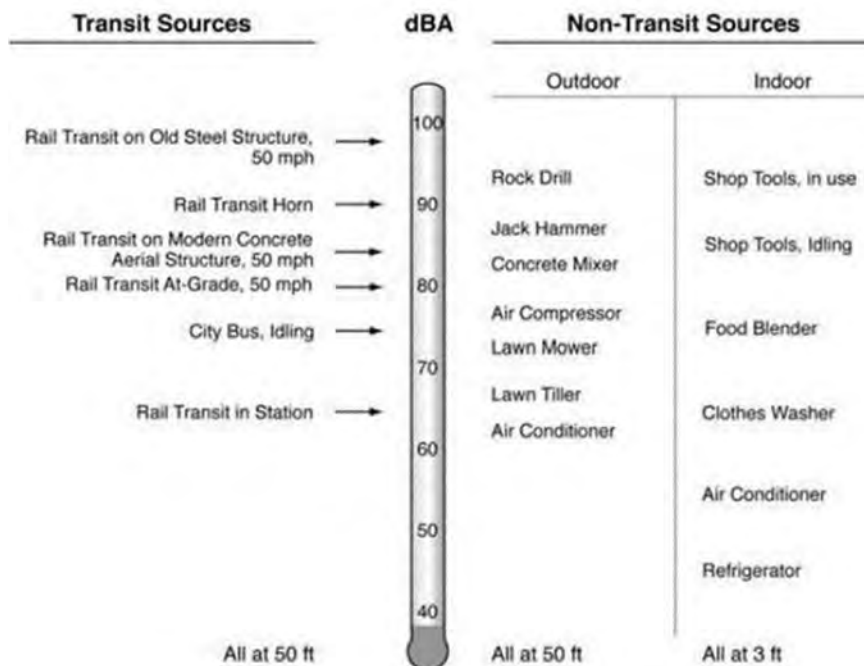 Transit Sources
dBA
Non-Transit Sources
Outdoor
Indoor
Rail Transit on Old Steel Structure,
50 mph
Rail Transit Horn
Rail Transit on Modern Concrete
Aerial Structure, 50 mph
Rail Transit At-Grade, 50 mph
City Bus, Idling
Rail Transit in Station
All at 50 ft
100
90
80
70
60
50
40
Rock Drill
Jack Hammer
Concrete Mixer
Air Compressor
Lawn Mower
Lawn Tiller
Air Conditioner
All at 50 ft
Shop Tools, in use
Shop Tools, Idling
Food Blender
Clothes Washer
Air Conditioner
Refrigerator
All at 3 ft